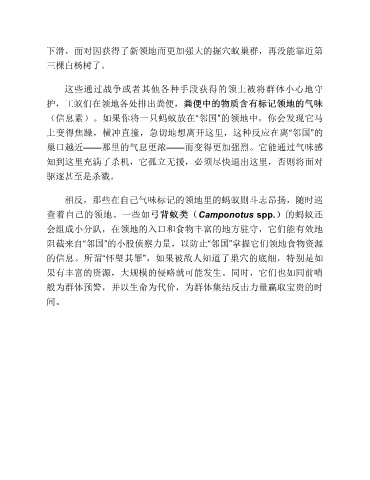 下滑，面对因获得了新领地而更加强大的掘穴蚁巢群，再没能靠近第
三棵白杨树了。
这些通过战争或者其他各种手段获得的领土被将群体小心地守
护，工蚁们在领地各处排出粪便，粪便中的物质含有标记领地的气味
（信息素）。如果你将一只蚂蚁放在“邻国”的领地中，你会发现它马
上变得焦躁，横冲直撞，急切地想离开这里，这种反应在离“邻国”的
巢口越近——那里的气息更浓——而变得更加强烈。它能通过气味感
知到这里充满了杀机，它孤立无援，必须尽快退出这里，否则将面对
驱逐甚至是杀戮。
相反，那些在自己气味标记的领地里的蚂蚁则斗志昂扬，随时巡
查着自己的领地。一些如弓背蚁类（Camponotus spp.）的蚂蚁还
会组成小分队，在领地的入口和食物丰富的地方驻守，它们能有效地
阻截来自“邻国”的小股侦察力量，以防止“邻国”掌握它们领地食物资源
的信息。所谓“怀璧其罪”，如果被敌人知道了巢穴的底细，特别是如
果有丰富的资源，大规模的侵略就可能发生。同时，它们也如同前哨
般为群体预警，并以生命为代价，为群体集结反击力量赢取宝贵的时
间。